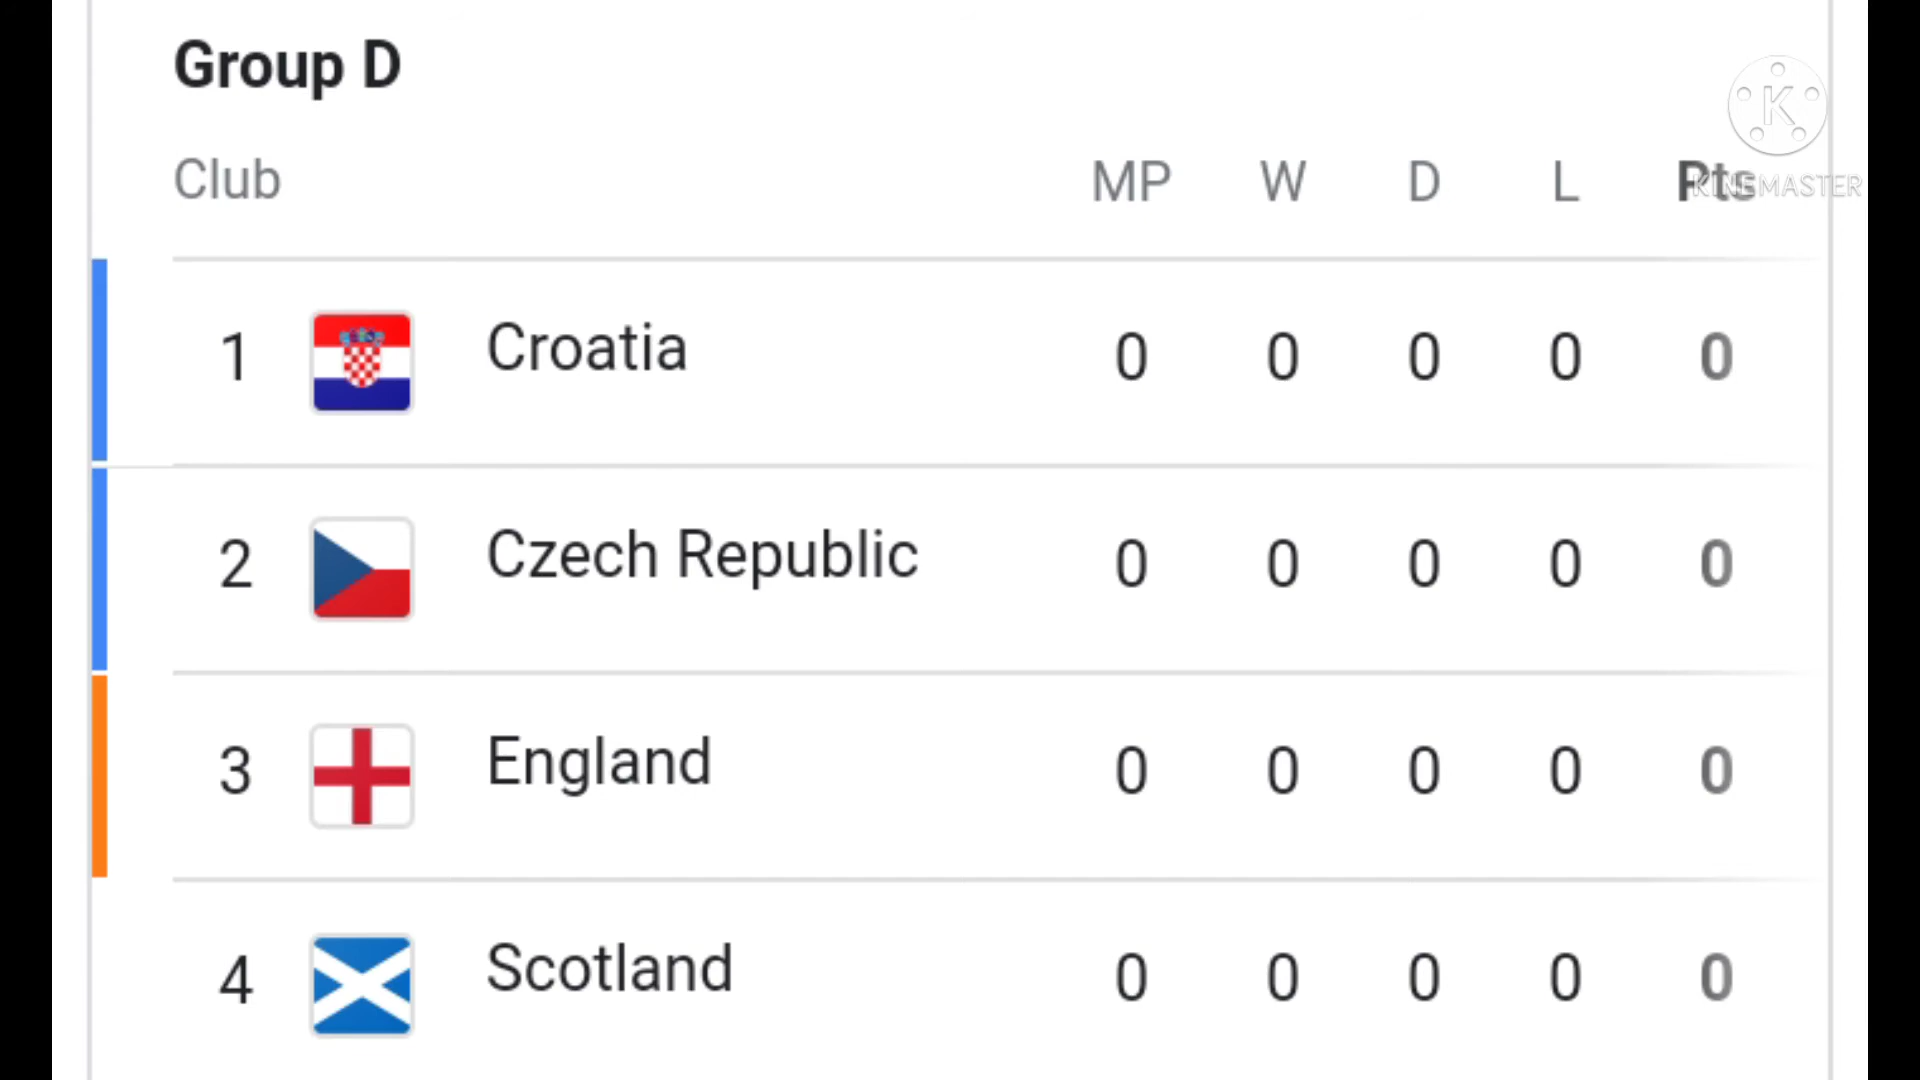 Group D
K
KINEMASTER
Club MP W D L Pts
1 Croatia 0 0 0 0 0
2 Czech Republic 0 0 0 0 0
3 England 0 0 0 0 0
4 Scotland 0 0 0 0 0